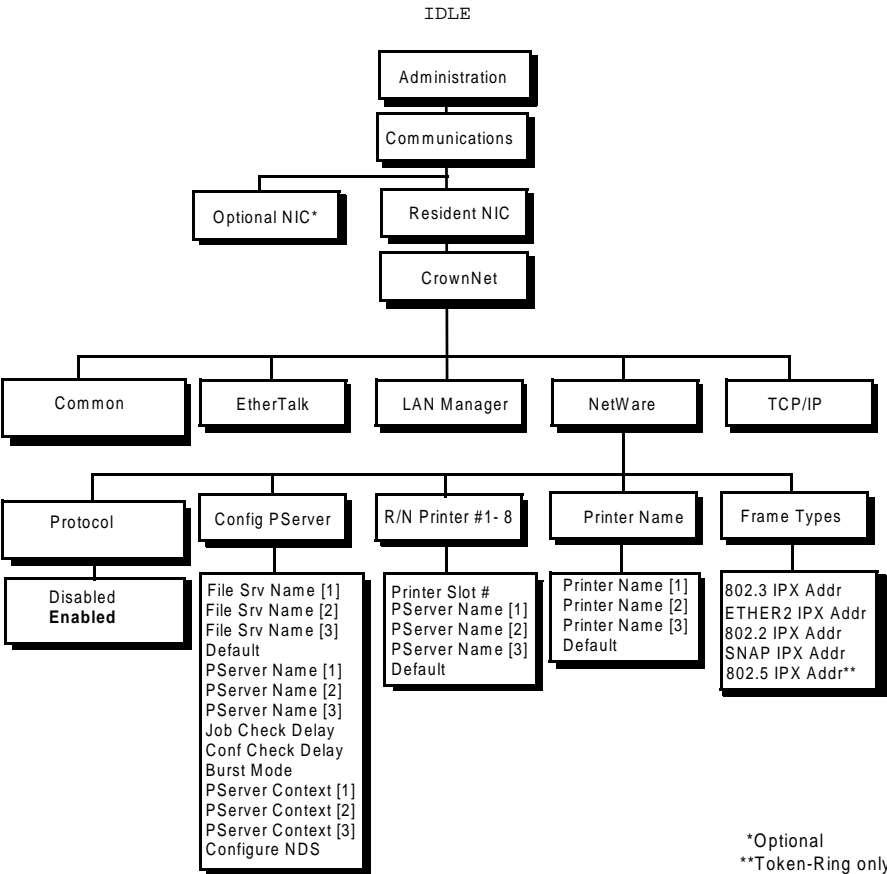 IDLE
Administration
Communications
Optional NIC*
Resident NIC
CrownNet
Common
EtherTalk
LAN Manager
NetWare
TCP/IP
Protocol
Config PServer
R/N Printer #1- 8
Printer Name
Frame Types
Disabled
Enabled
File Srv Name [1]
File Srv Name [2]
File Srv Name [3]
Default
PServer Name [1]
PServer Name [2]
PServer Name [3]
Job Check Delay
Conf Check Delay
Burst Mode
PServer Context [1]
PServer Context [2]
PServer Context [3]
Configure NDS
Printer Slot #
PServer Name [1]
PServer Name [2]
PServer Name [3]
Default
Printer Name [1]
Printer Name [2]
Printer Name [3]
Default
802.3 IPX Addr
ETHER2 IPX Addr
802.2 IPX Addr
SNAP IPX Addr
802.5 IPX Addr**
*Optional
**Token-Ring only